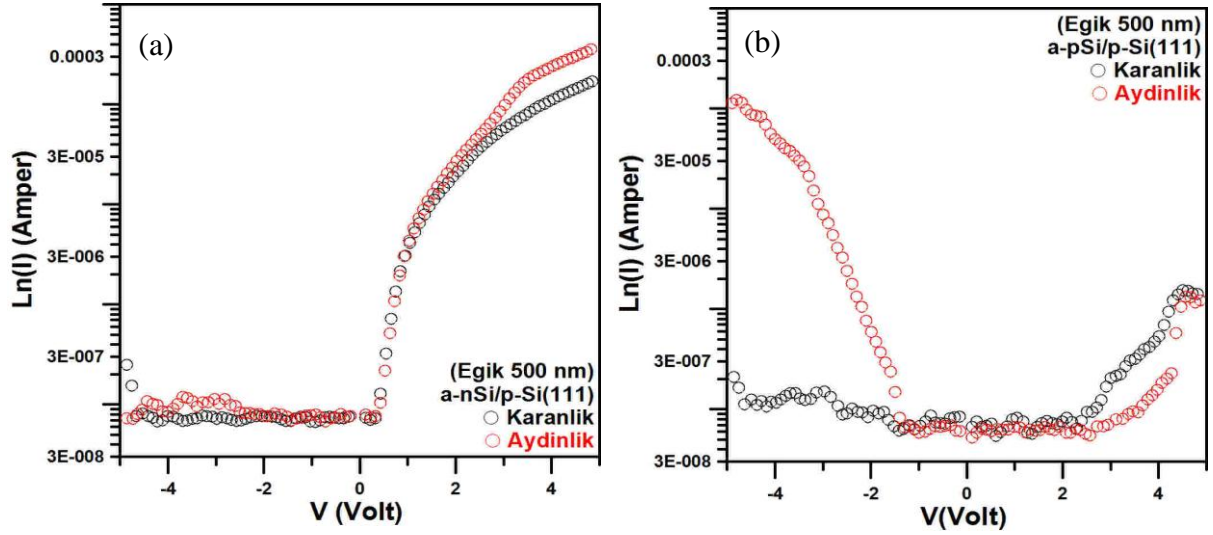 (a)
0.0003
3E-005
3E-006
3E-007
3E-008
Ln(I) (Amper)
(Egik 500 nm)
a-nSi/p-Si(111)
Karanlik
Aydinlik
-4
-2
0
2
4
V (Volt)
(b)
(Egik 500 nm)
a-pSi/p-Si(111)
Karanlik
Aydinlik
0.0003
3E-005
3E-006
3E-007
3E-008
Ln(I) (Amper)
-4
-2
0
2
4
V(Volt)